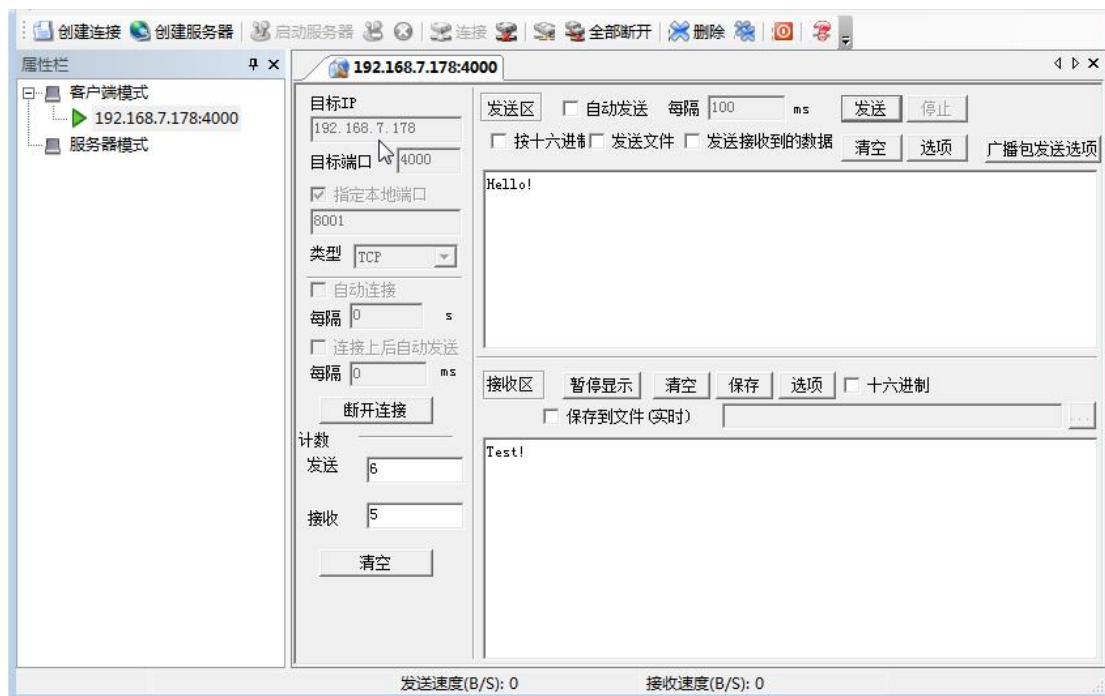 创建连接 创建服务器 启动服务器 连接 全部断开 删除
属性栏
客户端模式
192.168.7.178:4000
服务器模式
192.168.7.178:4000
目标IP
192.168.7.178
目标端口 4000
指定本地端口
8001
类型 TCP
自动连接
每隔 0 s
连接上后自动发送
每隔 0 ms
断开连接
计数
发送 6
接收 5
清空
发送区 自动发送 每隔 100 ms 发送 停止
按十六进制 发送文件 发送接收到的数据 清空 选项 广播包发送选项
Hello!
接收区 暂停显示 清空 保存 选项 十六进制
保存到文件(实时) ...
Test!
发送速度(B/S): 0 接收速度(B/S): 0